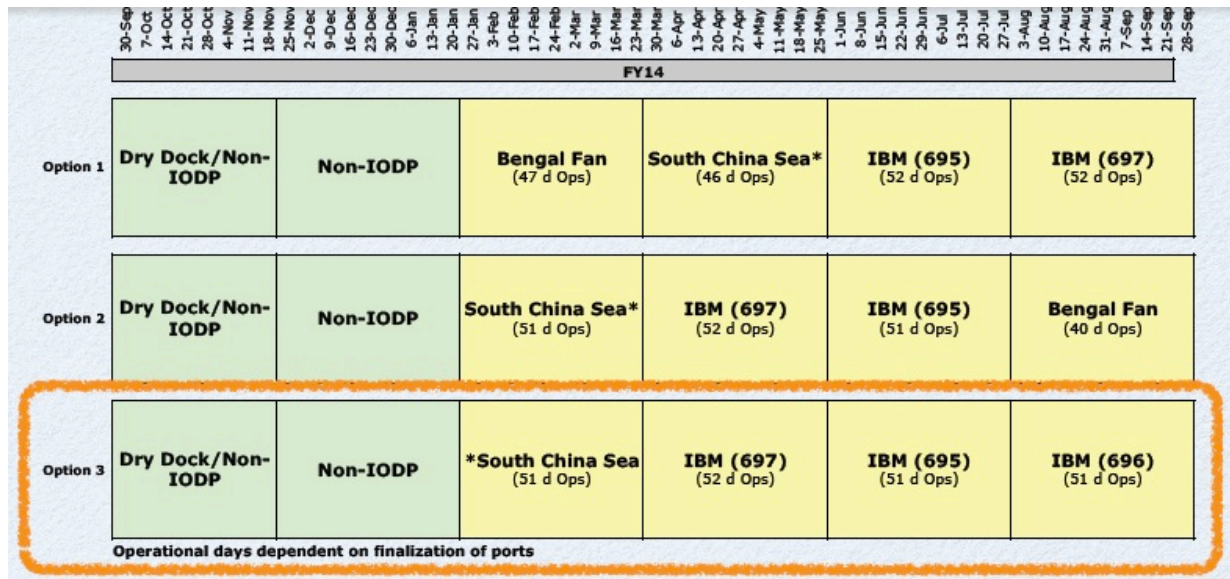 30-Sep
7-Oct
14-Oct
21-Oct
28-Oct
4-Nov
11-Nov
18-Nov
25-Nov
2-Dec
9-Dec
16-Dec
23-Dec
30-Dec
6-Jan
13-Jan
20-Jan
27-Jan
3-Feb
10-Feb
17-Feb
24-Feb
2-Mar
9-Mar
16-Mar
23-Mar
30-Mar
6-Apr
13-Apr
20-Apr
27-Apr
4-May
11-May
18-May
25-May
1-Jun
8-Jun
15-Jun
22-Jun
29-Jun
6-Jul
13-Jul
20-Jul
27-Jul
3-Aug
10-Aug
17-Aug
24-Aug
31-Aug
7-Sep
14-Sep
21-Sep
28-Sep
FY14
Option 1
Dry Dock/Non-
IODP
Non-IODP
Bengal Fan
(47 d Ops)
South China Sea*
(46 d Ops)
IBM (695)
(52 d Ops)
IBM (697)
(52 d Ops)
Option 2
Dry Dock/Non-
IODP
Non-IODP
South China Sea*
(51 d Ops)
IBM (697)
(52 d Ops)
IBM (695)
(51 d Ops)
Bengal Fan
(40 d Ops)
Option 3
Dry Dock/Non-
IODP
Non-IODP
*South China Sea
(51 d Ops)
IBM (697)
(52 d Ops)
IBM (695)
(51 d Ops)
IBM (696)
(51 d Ops)
Operational days dependent on finalization of ports